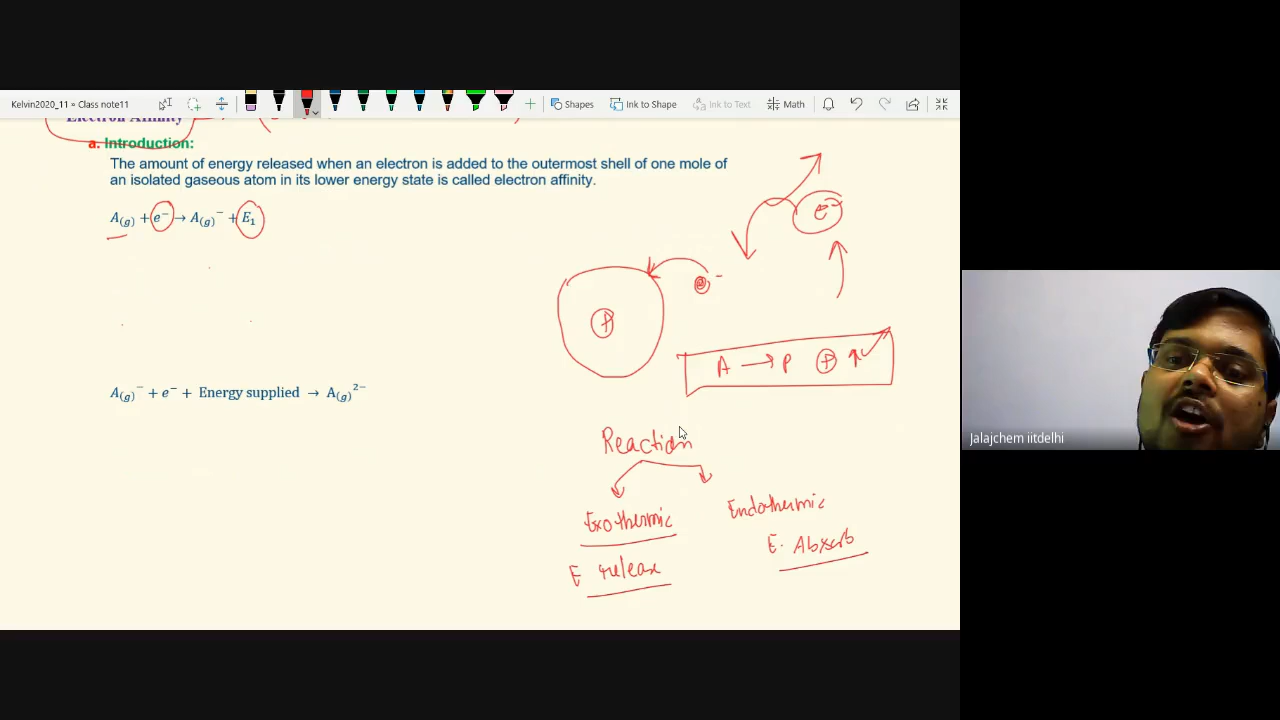 Kelvin2020_11 » Class note11
Shapes
Ink to Shape
Ink to Text
Math
Electron Affinity
a. Introduction:
The amount of energy released when an electron is added to the outermost shell of one mole of
an isolated gaseous atom in its lower energy state is called electron affinity.
A(g) + e⁻ → A(g)⁻ + E₁
e⁻
e⁻
+
A → P + ↑
A(g)⁻ + e⁻ + Energy supplied → A(g)²⁻
Reaction
Exothermic
Endothermic
E release
E. Absorb
Jalajchem iitdelhi